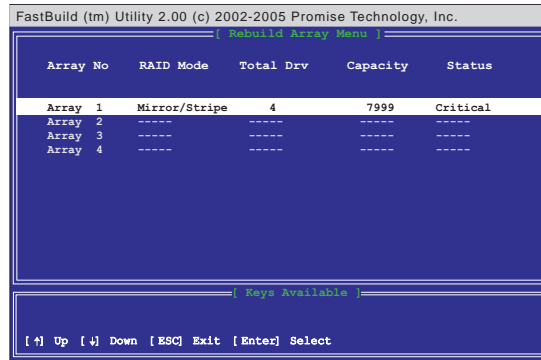 FastBuild (tm) Utility 2.00 (c) 2002-2005 Promise Technology, Inc.
[ Rebuild Array Menu ]
Array No RAID Mode Total Drv Capacity Status
Array 1 Mirror/Stripe 4 7999 Critical
Array 2 ----- ----- ----- -----
Array 3 ----- ----- ----- -----
Array 4 ----- ----- ----- -----
[ Keys Available ]
[↑] Up [↓] Down [ESC] Exit [Enter] Select